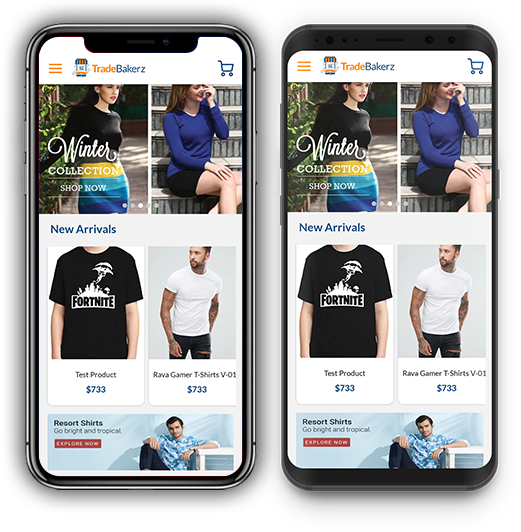 TradeBakerz
Winter
COLLECTION
SHOP NOW
New Arrivals
FORTNITE
Test Product
$733
Rava Gamer T-Shirts V-01
$733
Resort Shirts
Go bright and tropical.
EXPLORE NOW
TradeBakerz
Winter
COLLECTION
SHOP NOW
New Arrivals
FORTNITE
Test Product
$733
Rava Gamer T-Shirts V-01
$733
Resort Shirts
Go bright and tropical.
EXPLORE NOW